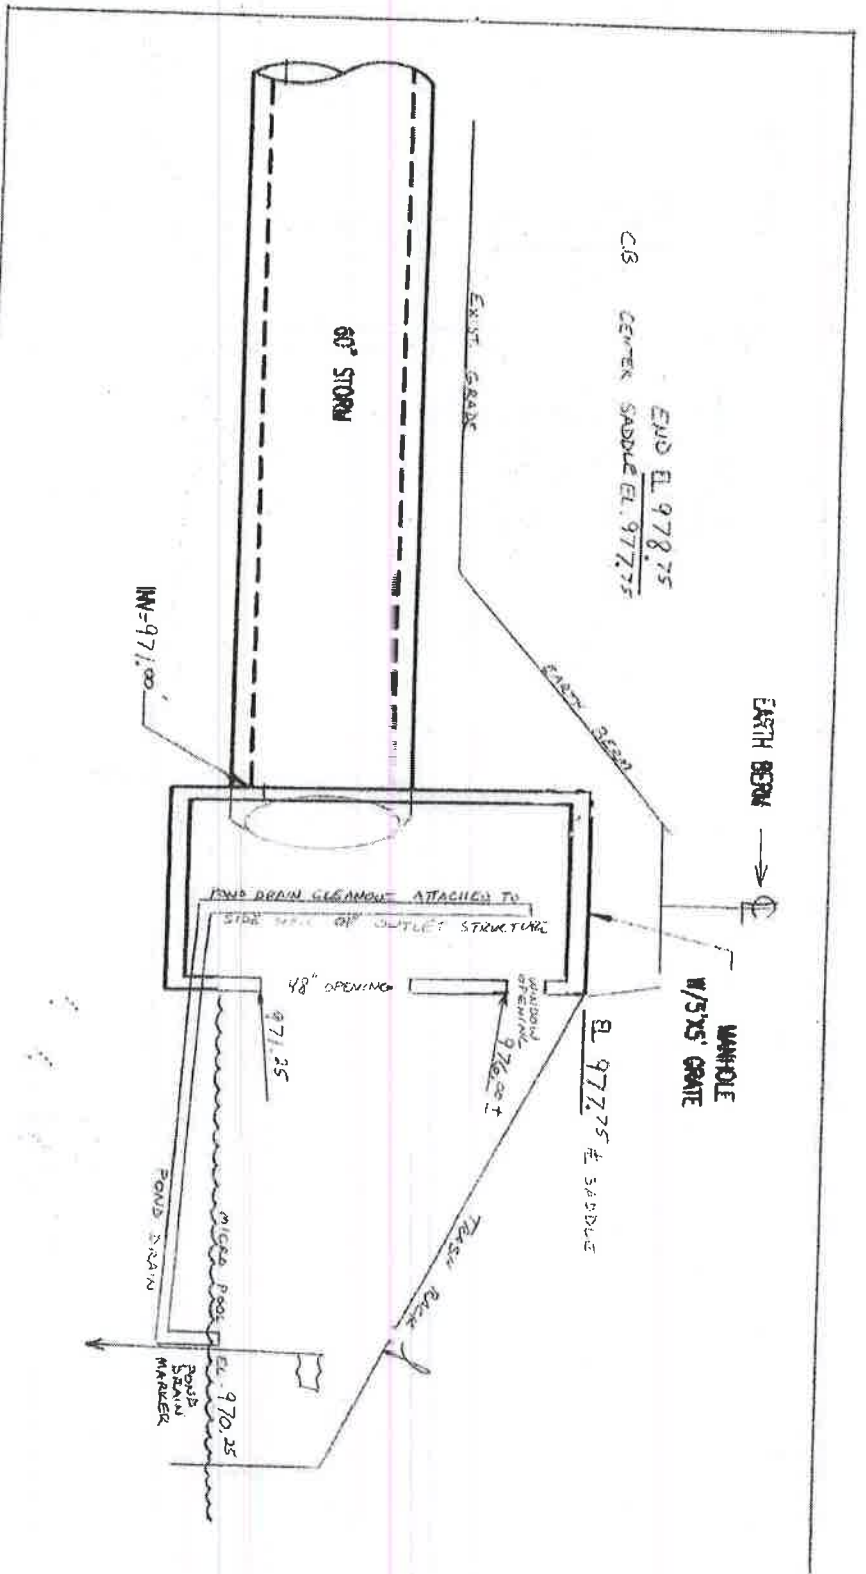 EARTH BERM
C
L
MANHOLE
W/5'X5' GRATE
END EL 978.75
C.B. CENTER SADDLE EL. 977.75
EL 977.75 @ SADDLE
EXIST. GRADE
EARTH BERM
60" STORM
INV=971.00'
WINDOW
OPENING
976.00 ±
TRASH RACK
48" OPENING
971.25
POND DRAIN CLEANOUT ATTACHED TO
SIDE WALL OF OUTLET STRUCTURE
MICRO POOL EL. 970.25
POND DRAIN
POND
DRAIN
MARKER